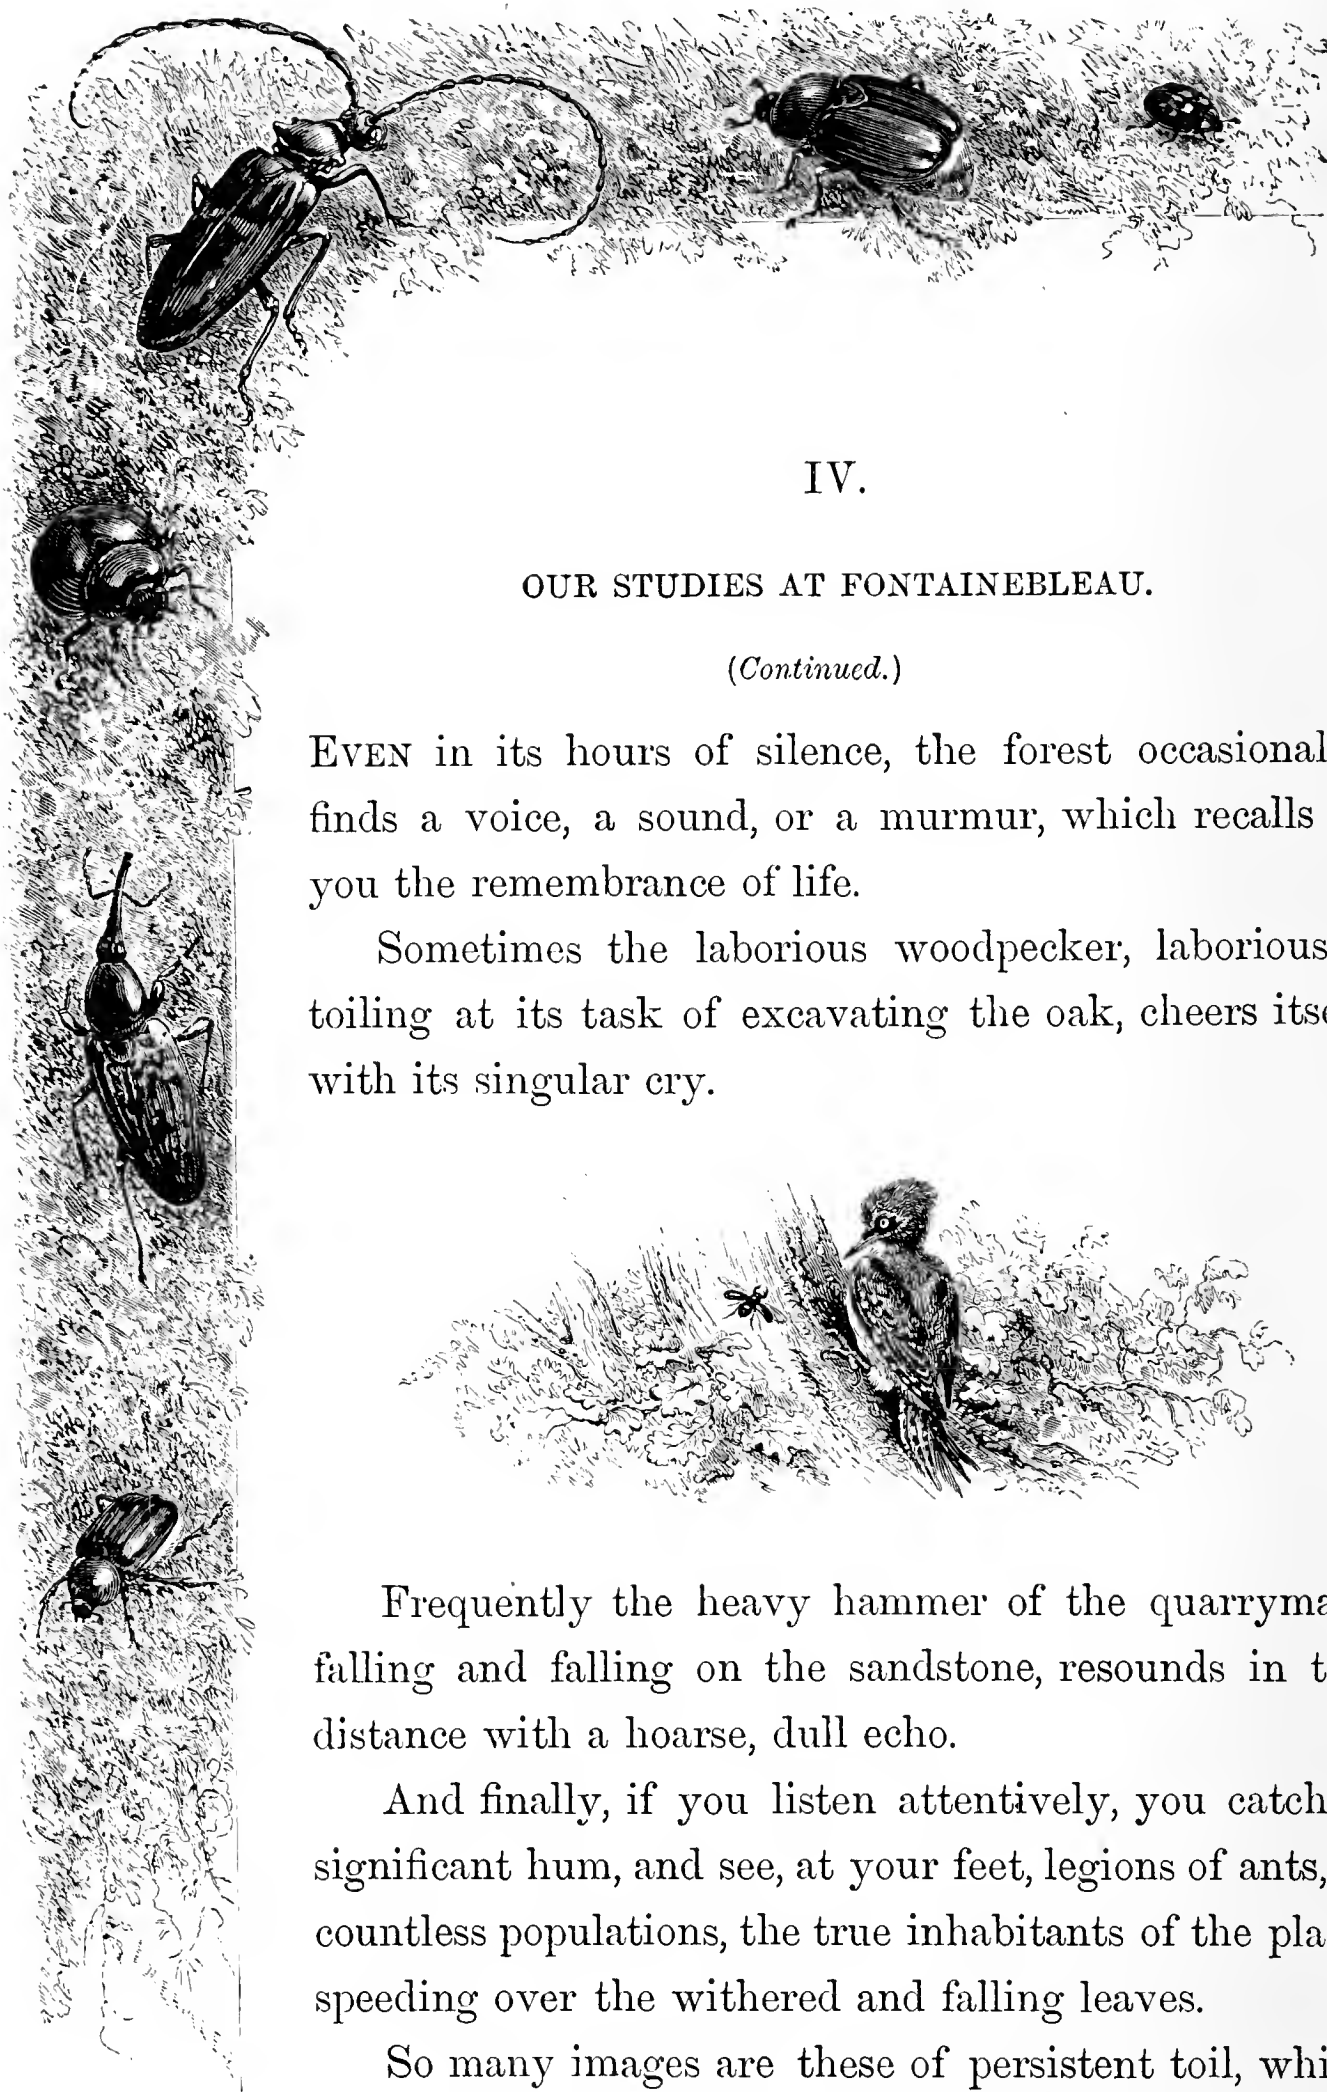 IV.
OUR STUDIES AT FONTAINEBLEAU.
(Continued.)
EVEN in its hours of silence, the forest occasional
finds a voice, a sound, or a murmur, which recalls
you the remembrance of life.
Sometimes the laborious woodpecker, laborious
toiling at its task of excavating the oak, cheers itse
with its singular cry.
Frequently the heavy hammer of the quarryma
falling and falling on the sandstone, resounds in t
distance with a hoarse, dull echo.
And finally, if you listen attentively, you catch
significant hum, and see, at your feet, legions of ants,
countless populations, the true inhabitants of the pla
speeding over the withered and falling leaves.
So many images are these of persistent toil, whi